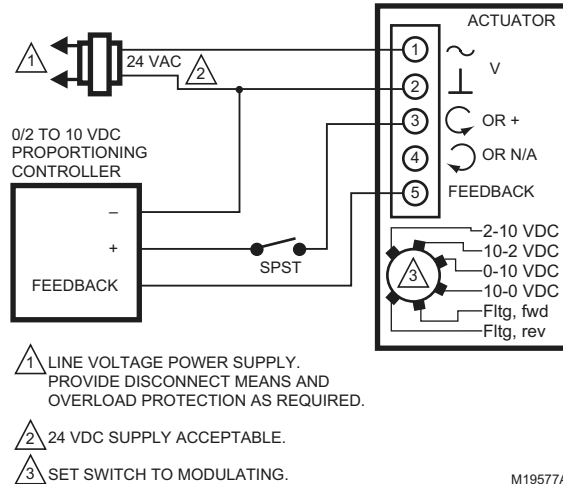 ACTUATOR
1
24 VAC
2
1
V
2
0/2 TO 10 VDC
PROPORTIONING
CONTROLLER
3
OR +
4
OR N/A
5
FEEDBACK
–
+
SPST
FEEDBACK
3
2-10 VDC
10-2 VDC
0-10 VDC
10-0 VDC
Fltg, fwd
Fltg, rev
1 LINE VOLTAGE POWER SUPPLY.
PROVIDE DISCONNECT MEANS AND
OVERLOAD PROTECTION AS REQUIRED.
2 24 VDC SUPPLY ACCEPTABLE.
3 SET SWITCH TO MODULATING.
M19577A